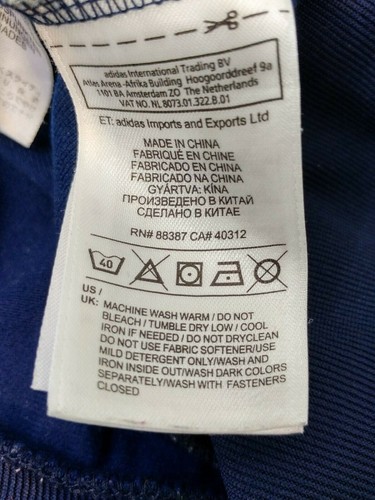 adidas International Trading BV
Atlas Arena -Afrika Building Hoogoorddreef 9a
1101 BA Amsterdam ZO The Netherlands
VAT NO. NL 8073.01.322.B.01
ET: adidas Imports and Exports Ltd
MADE IN CHINA
FABRIQUÉ EN CHINE
FABRICADO EN CHINA
FABRICADO NA CHINA
GYÁRTVA: KÍNA
ПРОИЗВЕДЕНО В КИТАЙ
СДЕЛАНО В КИТАЕ
RN# 88387 CA# 40312
40
US /
UK: MACHINE WASH WARM / DO NOT
BLEACH / TUMBLE DRY LOW / COOL
IRON IF NEEDED / DO NOT DRYCLEAN
DO NOT USE FABRIC SOFTENER/USE
MILD DETERGENT ONLY/WASH AND
IRON INSIDE OUT/WASH DARK COLORS
SEPARATELY/WASH WITH FASTENERS
CLOSED